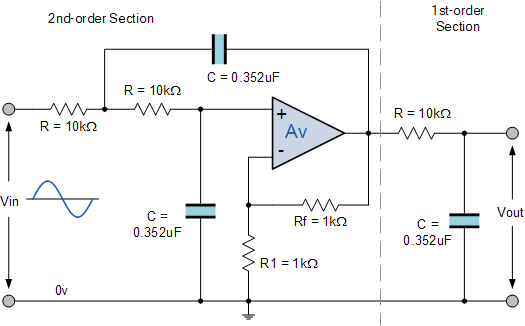 2nd-order Section
1st-order
Section
C = 0.352uF
R = 10kΩ
R = 10kΩ
R = 10kΩ
+
Av
-
Vin
C =
0.352uF
Rf = 1kΩ
R1 = 1kΩ
C =
0.352uF
Vout
0v